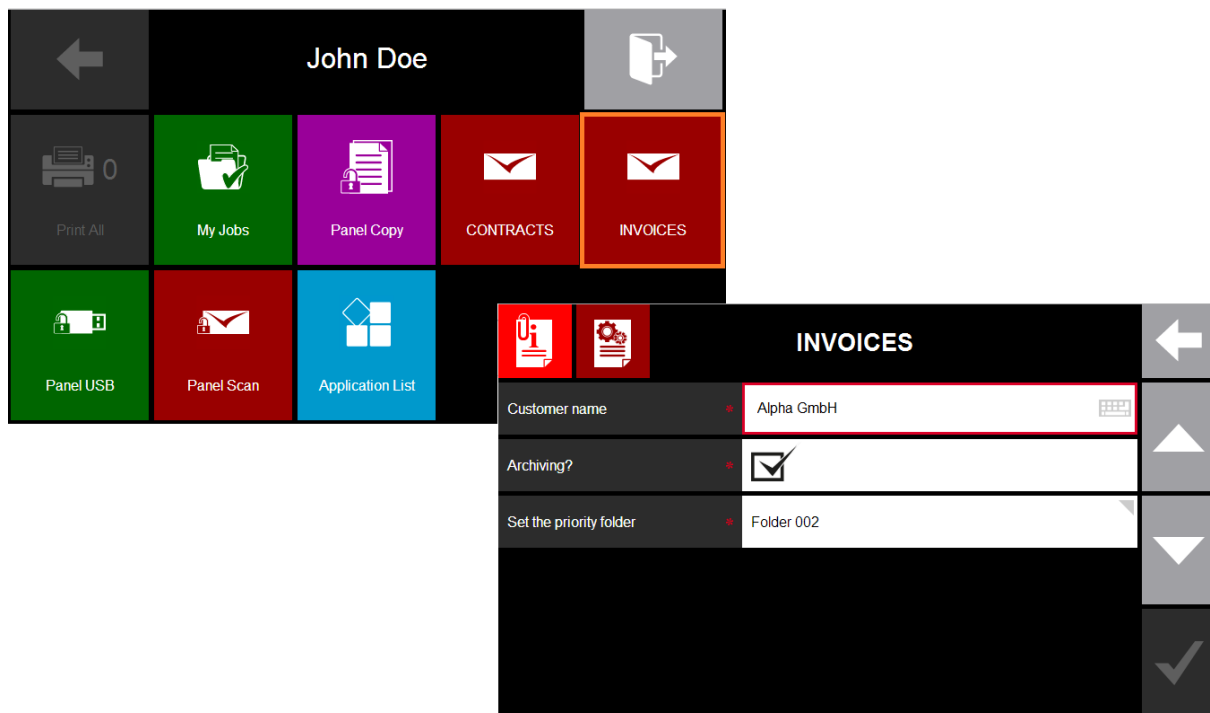 John Doe
0
Print All
My Jobs
Panel Copy
CONTRACTS
INVOICES
Panel USB
Panel Scan
Application List
INVOICES
Customer name * Alpha GmbH
Archiving? *
Set the priority folder * Folder 002